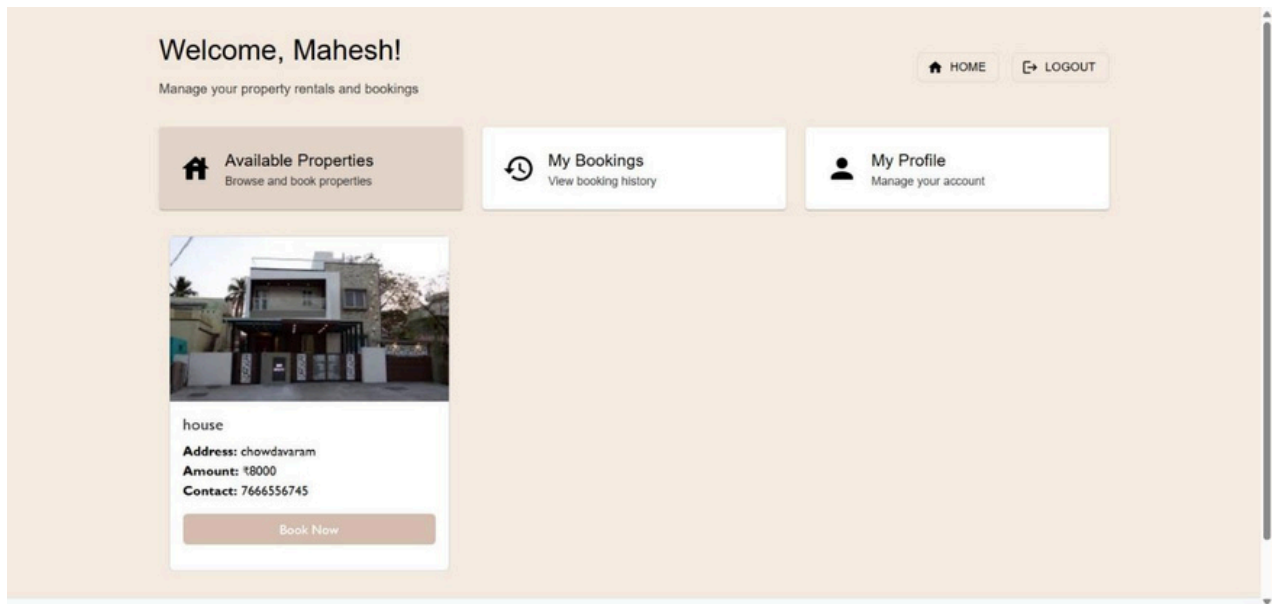 Welcome, Mahesh!
Manage your property rentals and bookings
HOME
LOGOUT
Available Properties
Browse and book properties
My Bookings
View booking history
My Profile
Manage your account
house
Address: chowdavaram
Amount: ₹8000
Contact: 7666556745
Book Now